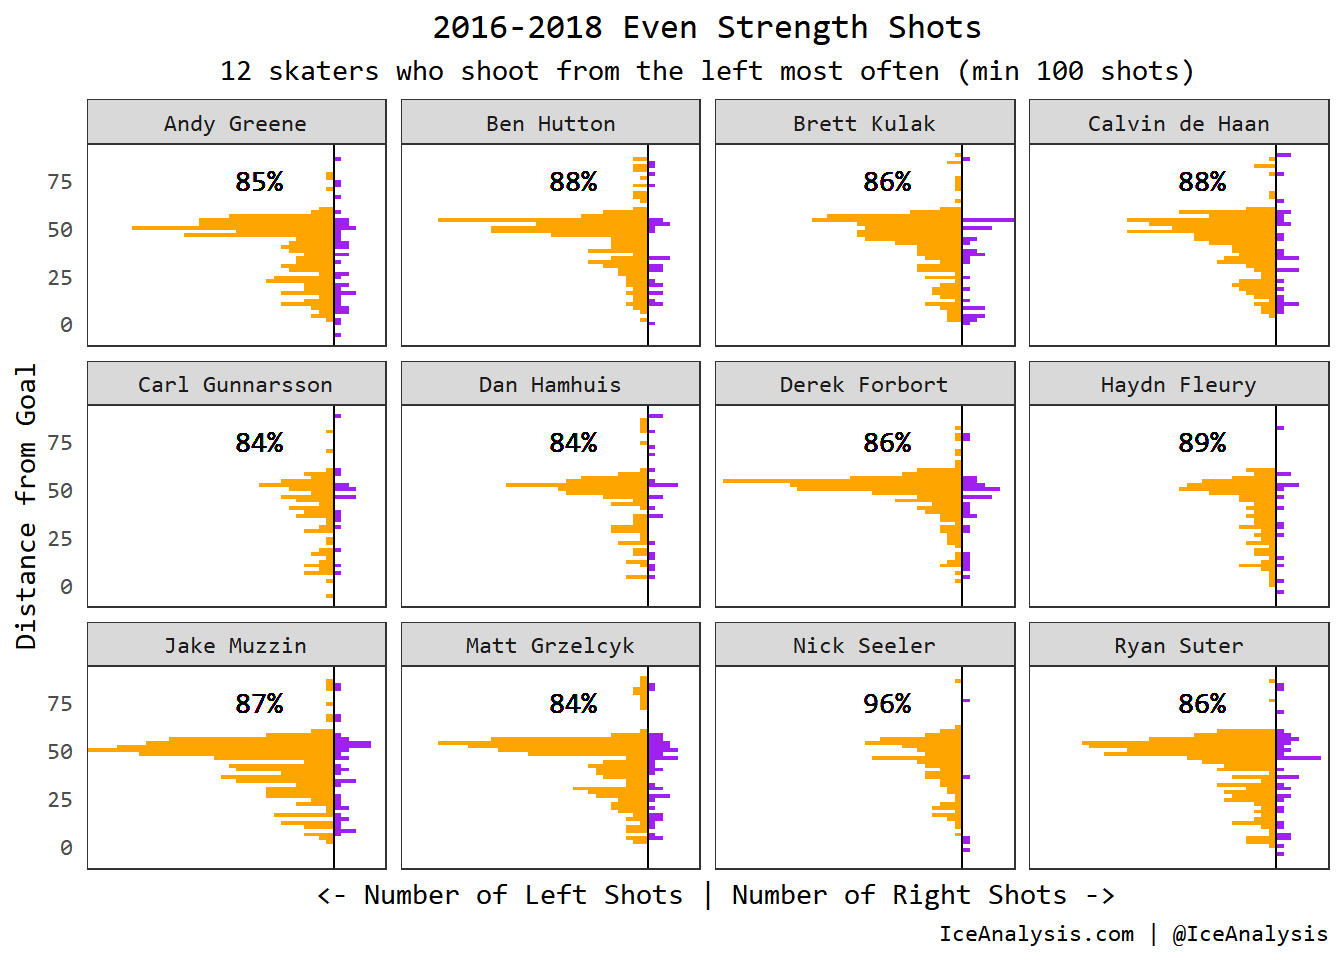 2016-2018 Even Strength Shots
12 skaters who shoot from the left most often (min 100 shots)
Andy Greene
Ben Hutton
Brett Kulak
Calvin de Haan
85%
88%
86%
88%
75
50
25
0
Carl Gunnarsson
Dan Hamhuis
Derek Forbort
Haydn Fleury
84%
84%
86%
89%
75
50
25
0
Distance from Goal
Jake Muzzin
Matt Grzelcyk
Nick Seeler
Ryan Suter
87%
84%
96%
86%
75
50
25
0
<- Number of Left Shots | Number of Right Shots ->
IceAnalysis.com | @IceAnalysis